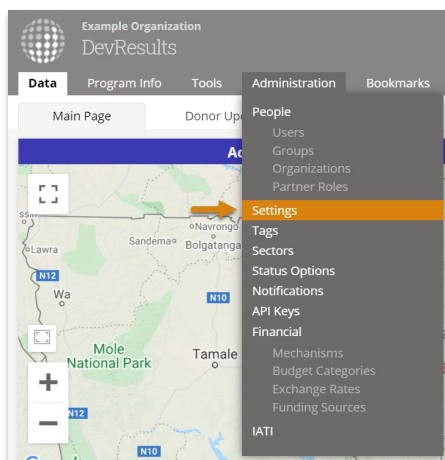 Example Organization
DevResults
Data Program Info Tools Administration Bookmarks
Main Page Donor Up
Ac
People
Users
Groups
Organizations
Partner Roles
Settings
Tags
Sectors
Status Options
Notifications
API Keys
Financial
Mechanisms
Budget Categories
Exchange Rates
Funding Sources
IATI
Navrongo
Sandema
Bolgatanga
Lawra
N12
Wa
N10
Mole
National Park
Tamale
N12
N10